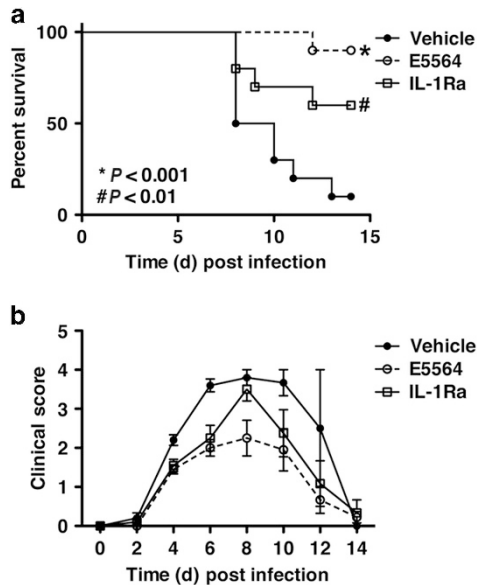 a
100
50
0
Percent survival
* P < 0.001
# P < 0.01
*
#
0 5 10 15
Time (d) post infection
Vehicle
E5564
IL-1Ra
b
5
4
3
2
1
0
Clinical score
0 2 4 6 8 10 12 14
Time (d) post infection
Vehicle
E5564
IL-1Ra